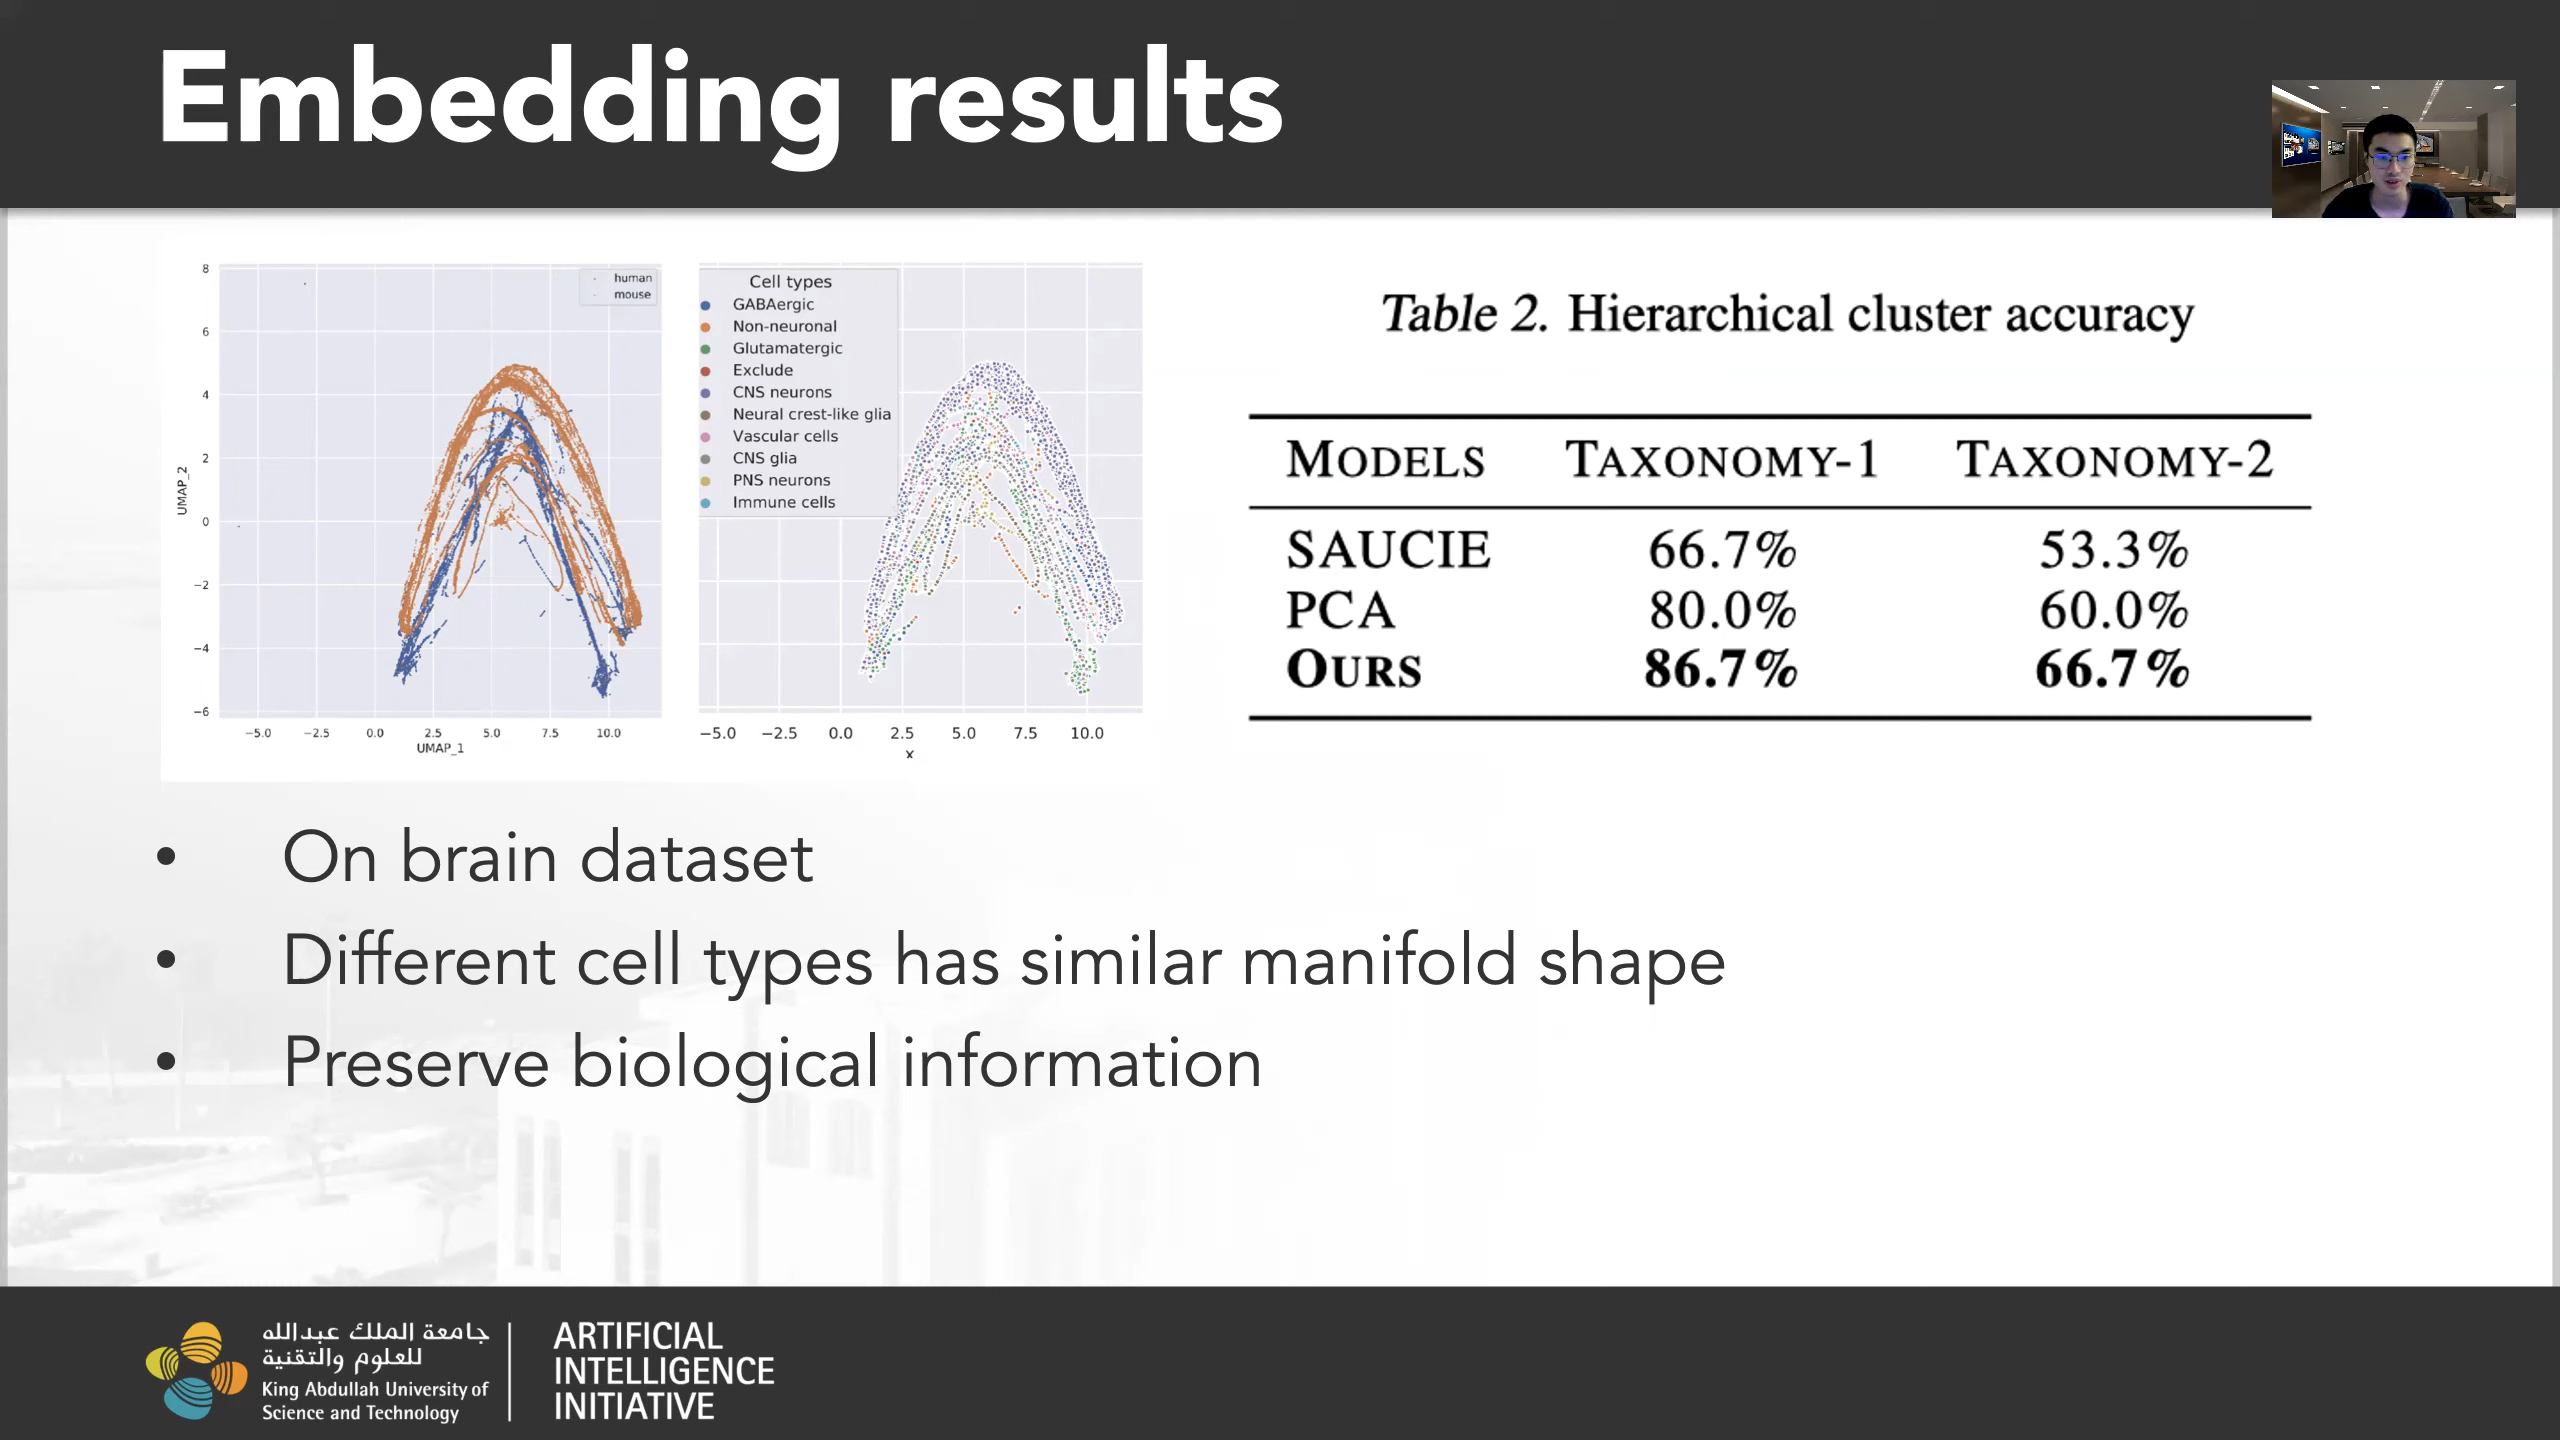 Embedding results
8
6
4
2
0
−2
−4
−6
UMAP_2
−5.0 −2.5 0.0 2.5 5.0 7.5 10.0
UMAP_1
human
mouse
Cell types
GABAergic
Non-neuronal
Glutamatergic
Exclude
CNS neurons
Neural crest-like glia
Vascular cells
CNS glia
PNS neurons
Immune cells
−5.0 −2.5 0.0 2.5 5.0 7.5 10.0
x
Table 2. Hierarchical cluster accuracy
MODELS TAXONOMY-1 TAXONOMY-2
SAUCIE 66.7% 53.3%
PCA 80.0% 60.0%
OURS 86.7% 66.7%
• On brain dataset
• Different cell types has similar manifold shape
• Preserve biological information
جامعة الملك عبدالله
للعلوم والتقنية
King Abdullah University of
Science and Technology
ARTIFICIAL
INTELLIGENCE
INITIATIVE